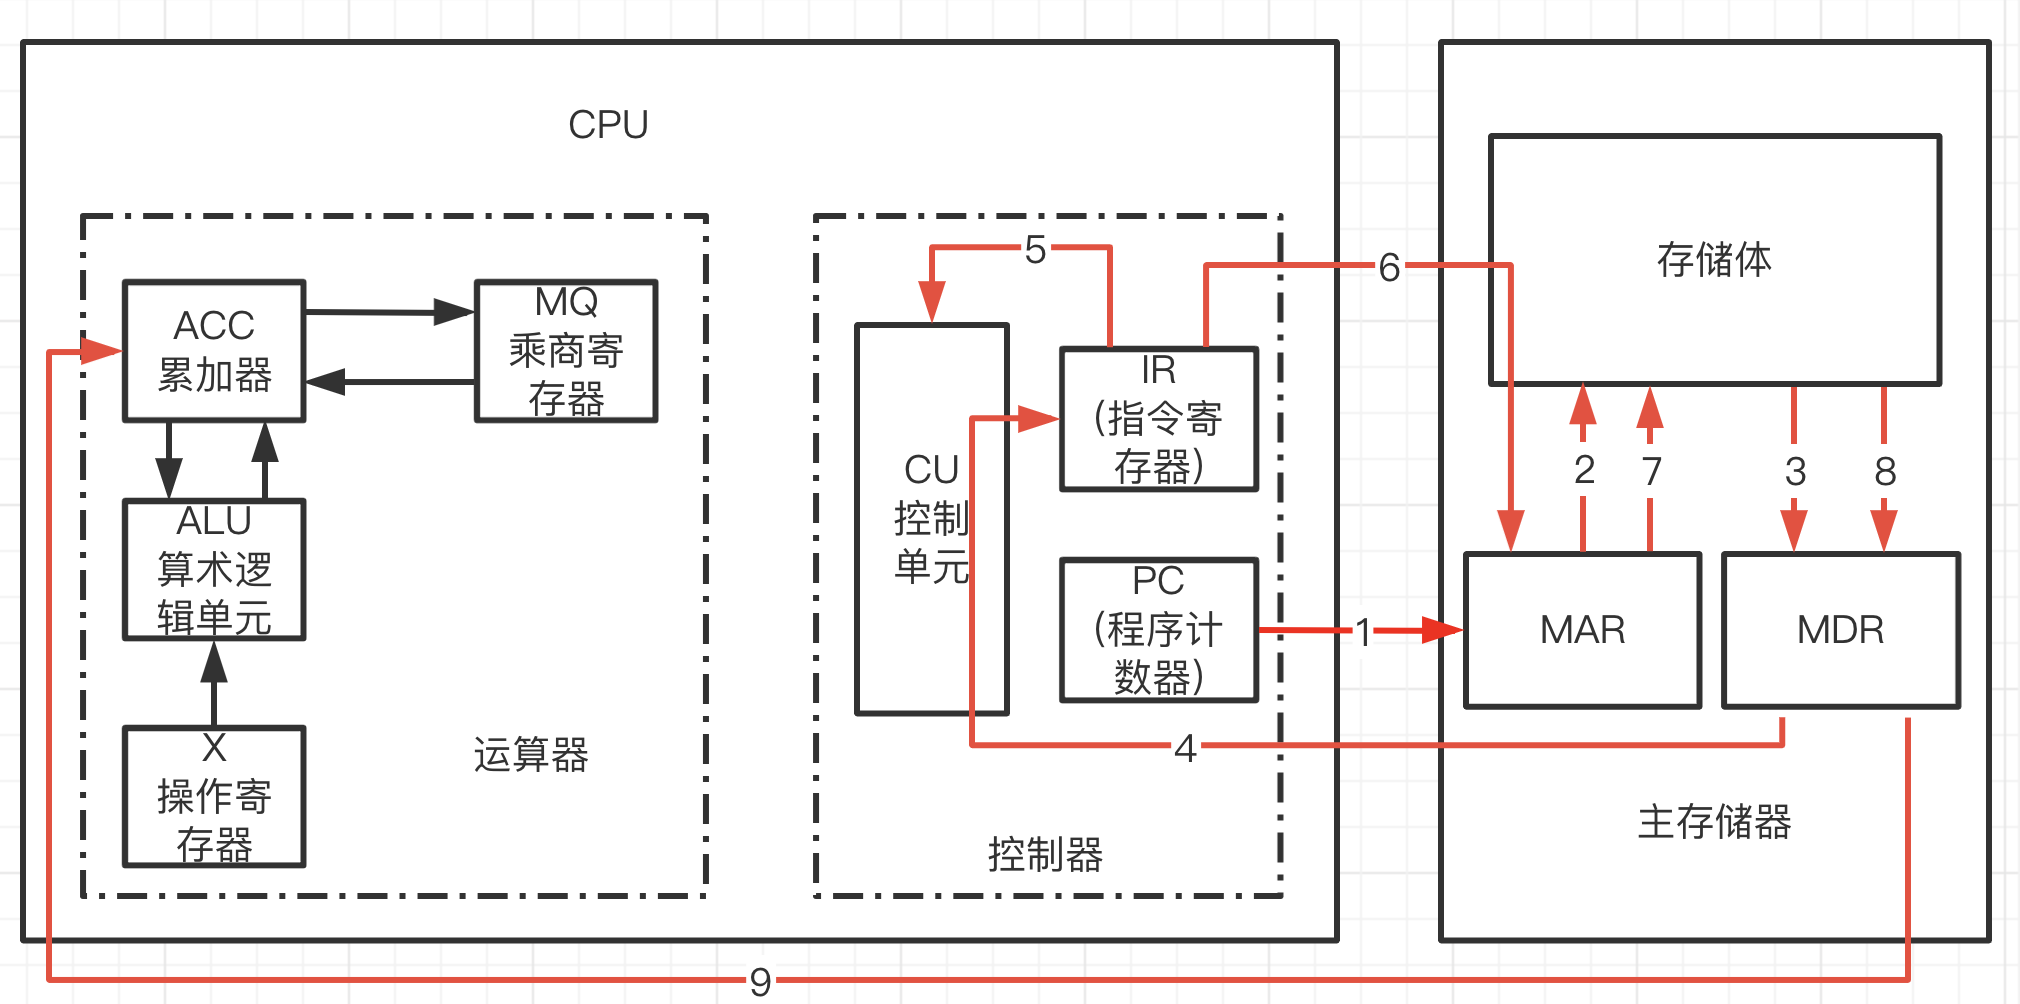 CPU
ACC
累加器
MQ
乘商寄
存器
ALU
算术逻
辑单元
X
操作寄
存器
运算器
5
CU
控制
单元
IR
(指令寄
存器)
PC
(程序计
数器)
控制器
6
1
4
9
存储体
2
7
3
8
MAR
MDR
主存储器